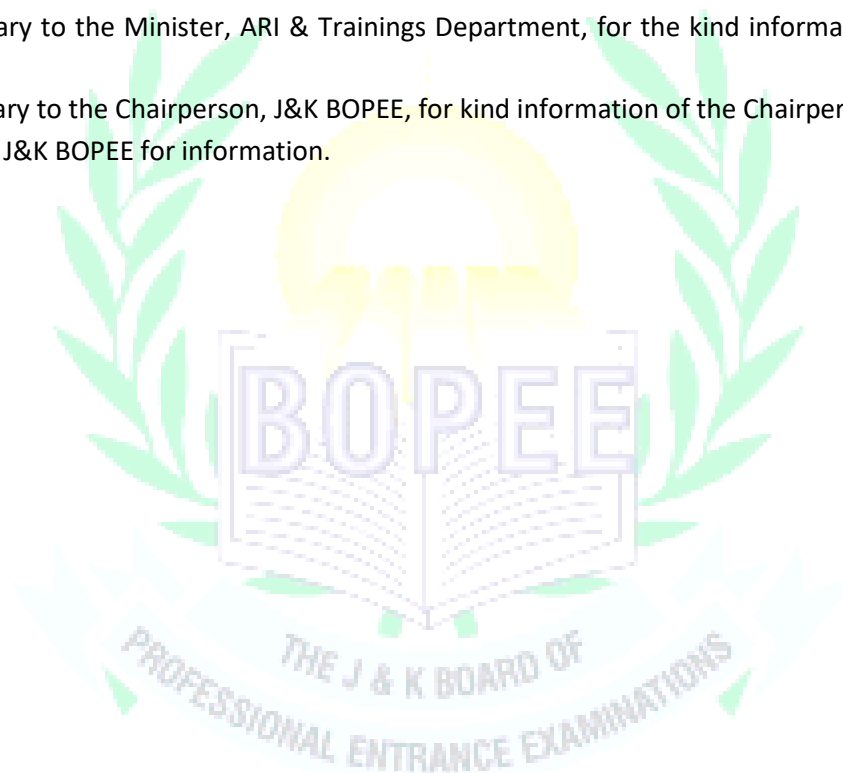 ary to the Minister, ARI & Trainings Department, for the kind informa
ary to the Chairperson, J&K BOPEE, for kind information of the Chairper
J&K BOPEE for information.
BOPEE
THE J & K BOARD OF
PROFESSIONAL ENTRANCE EXAMINATIONS